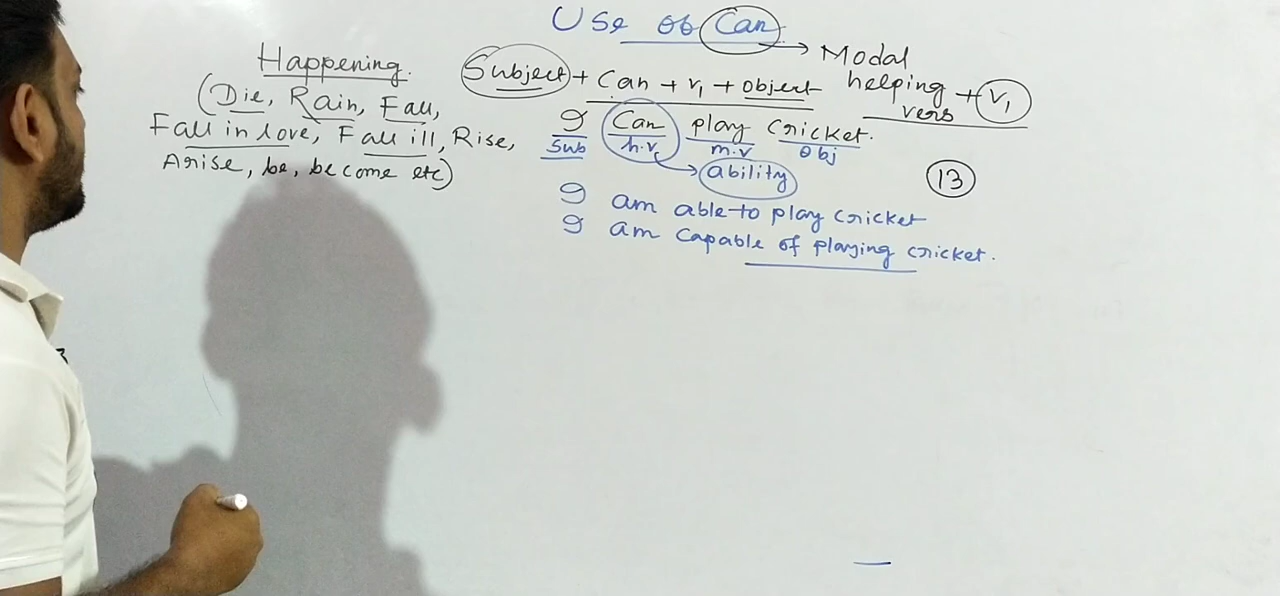 Use of Can
Modal
helping + V1
vers
Happening.
(Die, Rain, Fall,
Fall in love, Fall ill, Rise,
Arise, be, become etc)
Subject + Can + V1 + object
I Can play cricket.
Sub h.v m.v obj
ability
13
I am able to play cricket
I am capable of playing cricket.